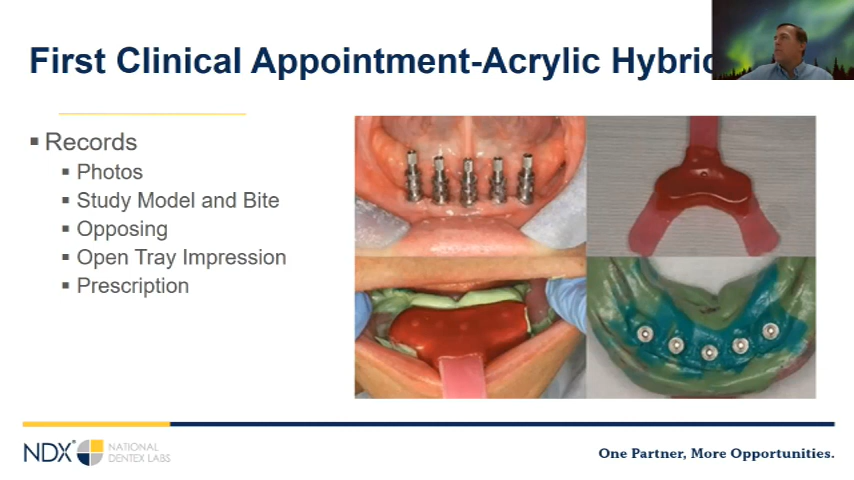 First Clinical Appointment-Acrylic Hybri
Records
Photos
Study Model and Bite
Opposing
Open Tray Impression
Prescription
NDX
NATIONAL
DENTEX LABS
One Partner, More Opportunities.